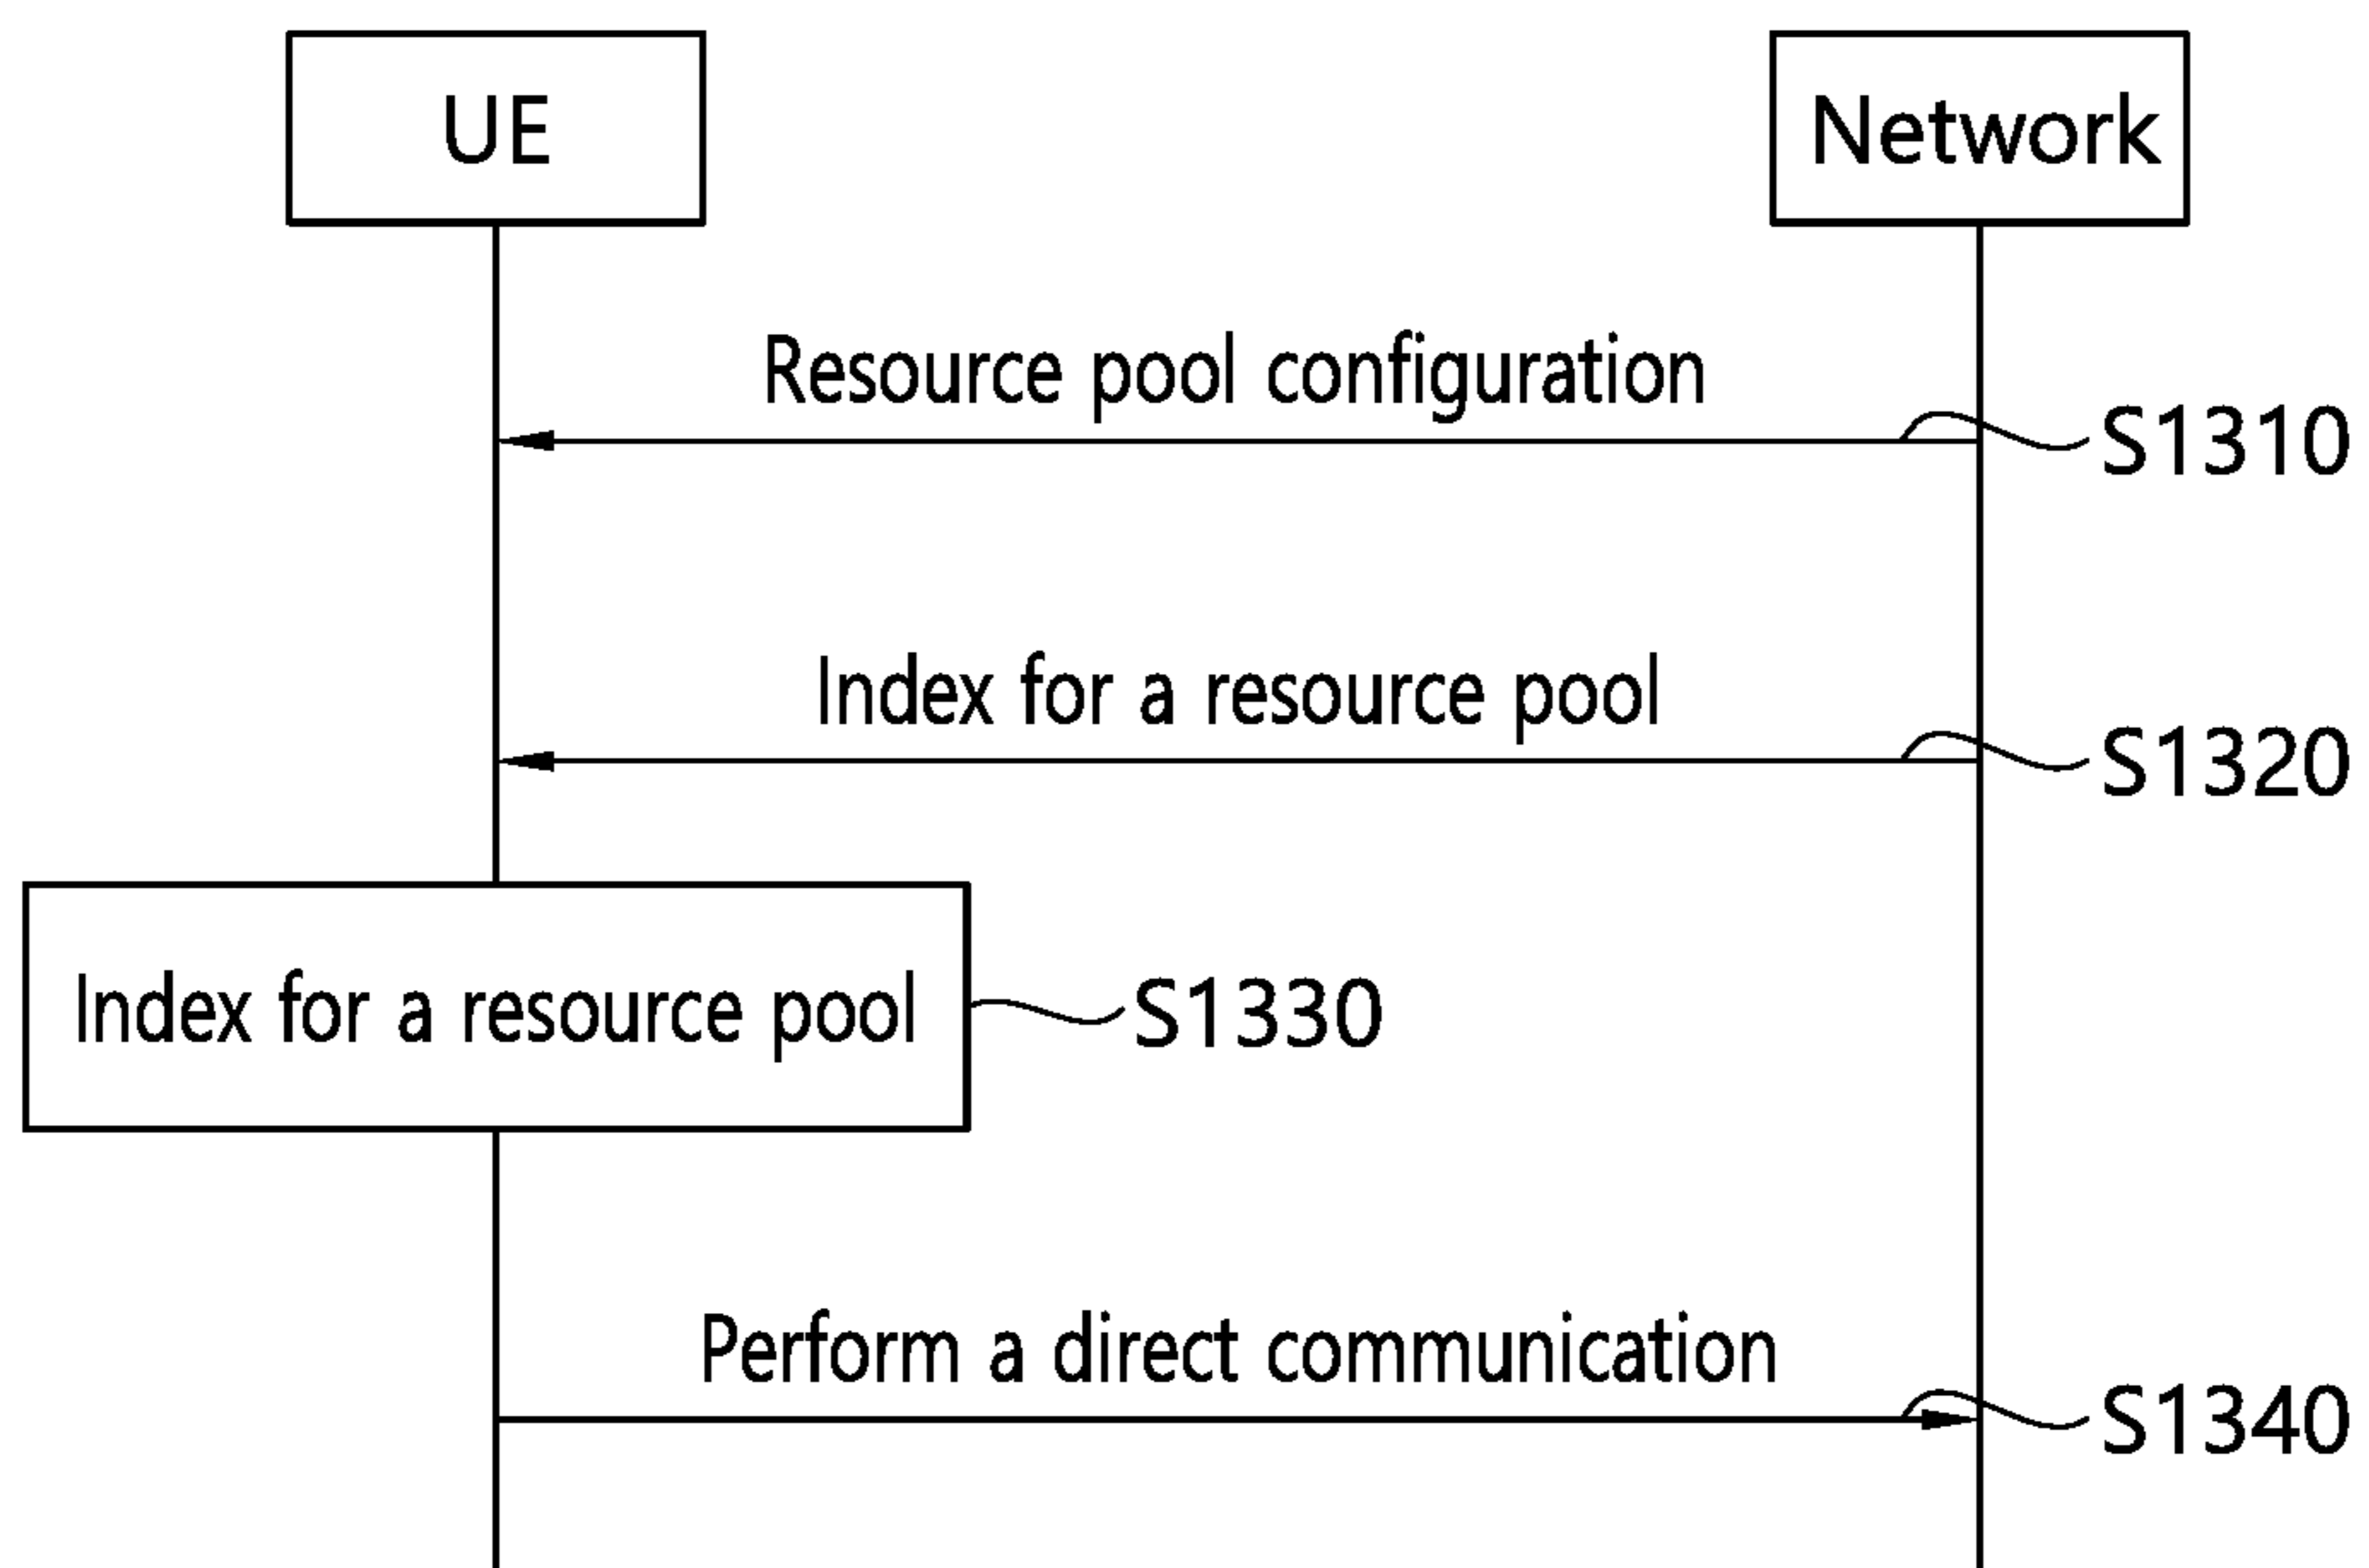 UE
Network
Resource pool configuration
S1310
Index for a resource pool
S1320
Index for a resource pool
S1330
Perform a direct communication
S1340